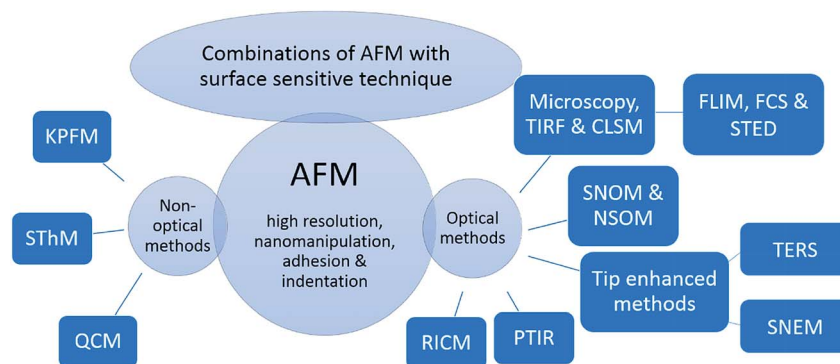 Combinations of AFM with
surface sensitive technique
KPFM
SThM
QCM
Non-
optical
methods
AFM
high resolution,
nanomanipulation,
adhesion &
indentation
Optical
methods
Microscopy,
TIRF & CLSM
FLIM, FCS &
STED
SNOM &
NSOM
Tip enhanced
methods
TERS
SNEM
RICM
PTIR